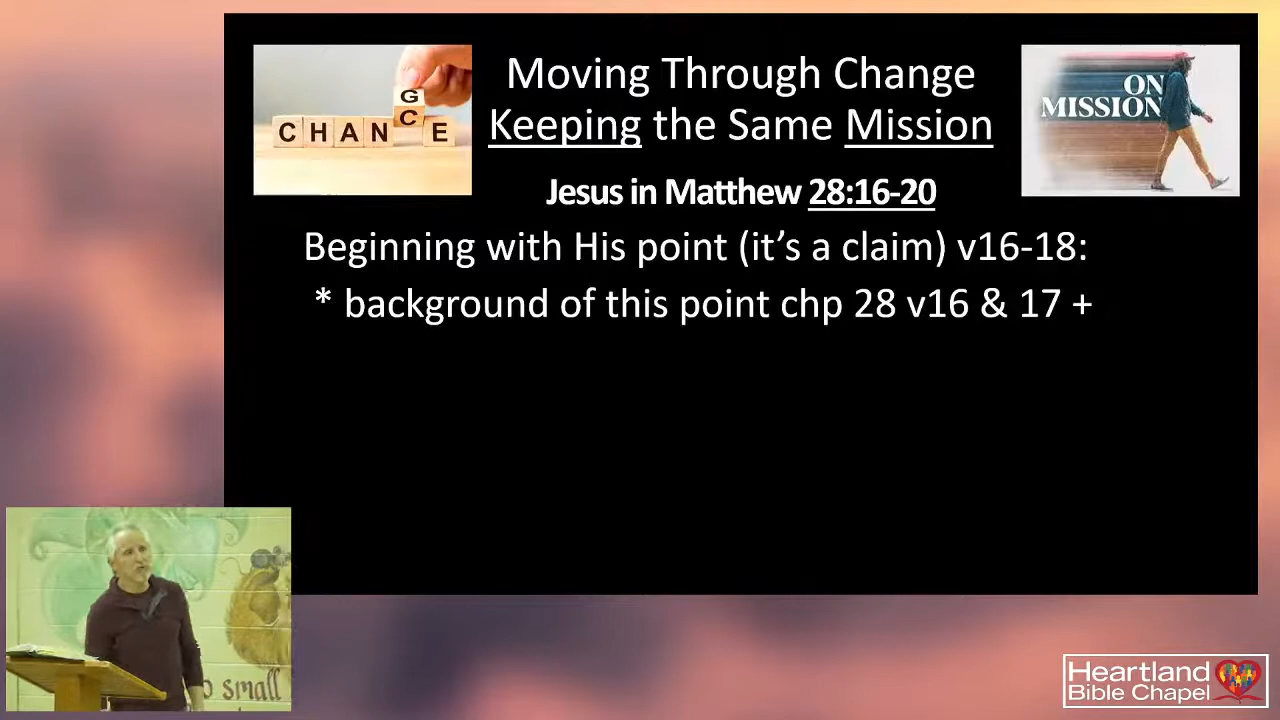 CHANGCE
ON
MISSION
Moving Through Change
Keeping the Same Mission
Jesus in Matthew 28:16-20
Beginning with His point (it's a claim) v16-18:
* background of this point chp 28 v16 & 17 +
o small
Heartland
Bible Chapel